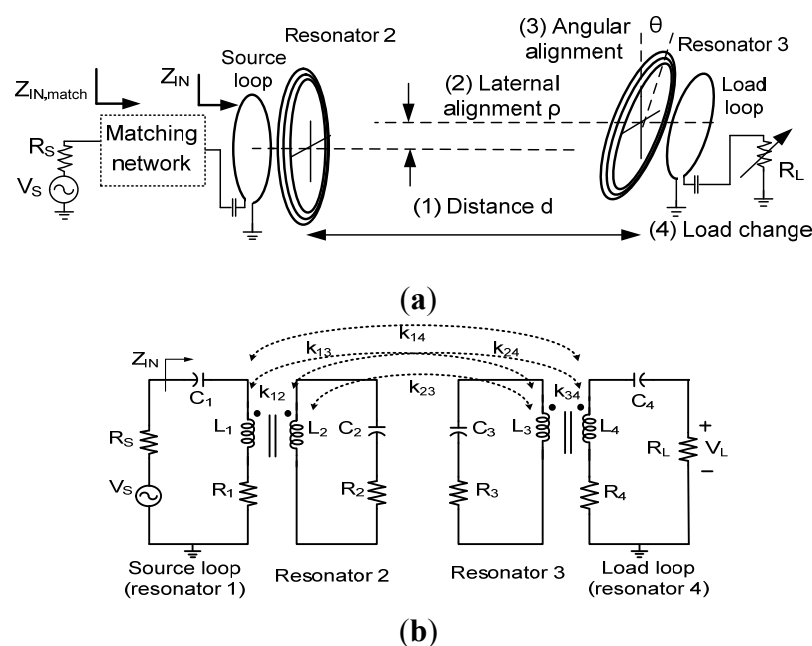 Resonator 2
(3) Angular
alignment
θ
Resonator 3
Source
loop
Z_IN,match
Z_IN
(2) Laternal
alignment ρ
Load
loop
R_S
Matching
network
V_S
R_L
(1) Distance d
(4) Load change
(a)
k_14
k_13
k_24
Z_IN
k_12
k_23
k_34
C_1
C_4
R_S
L_1
L_2
C_2
C_3
L_3
L_4
R_L
+
V_L
–
V_S
R_1
R_2
R_3
R_4
Source loop
(resonator 1)
Resonator 2
Resonator 3
Load loop
(resonator 4)
(b)